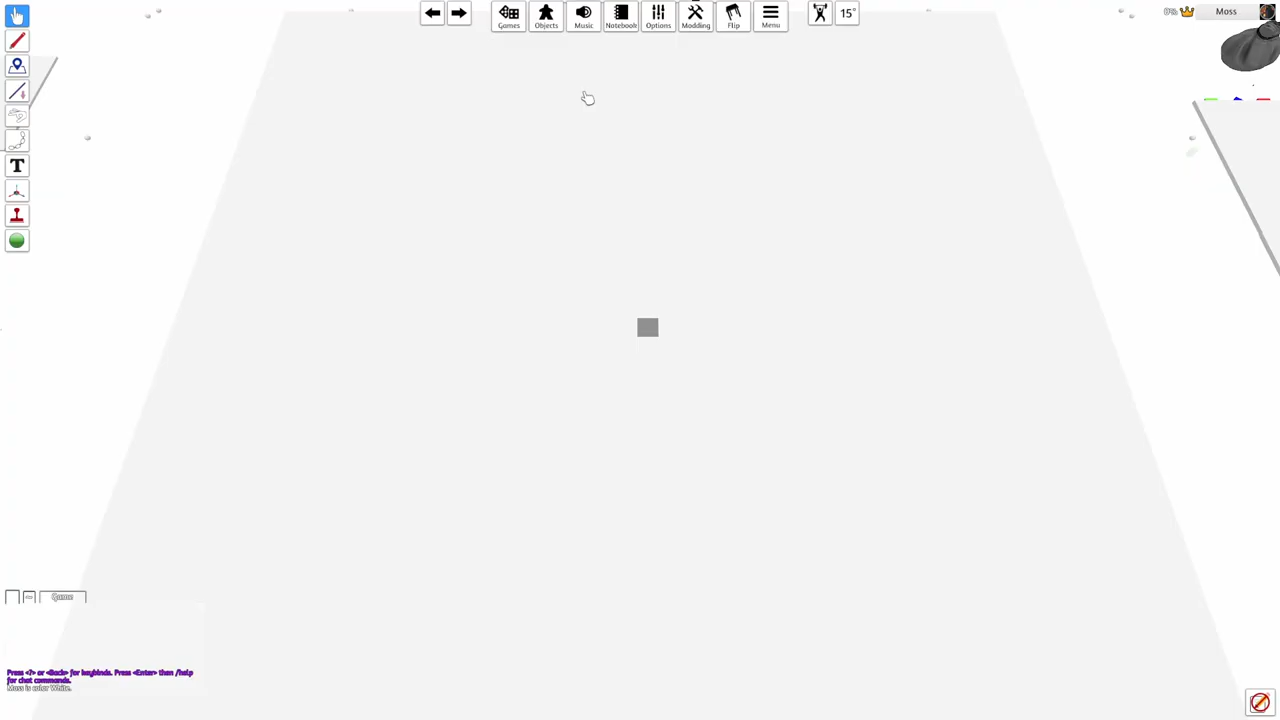 0% Moss
15°
Games Objects Music Notebook Options Modding Flip Menu
T
Game
Press <?> or <Back> for keybinds. Press <Enter> then /help
for chat commands.
Moss is color White.